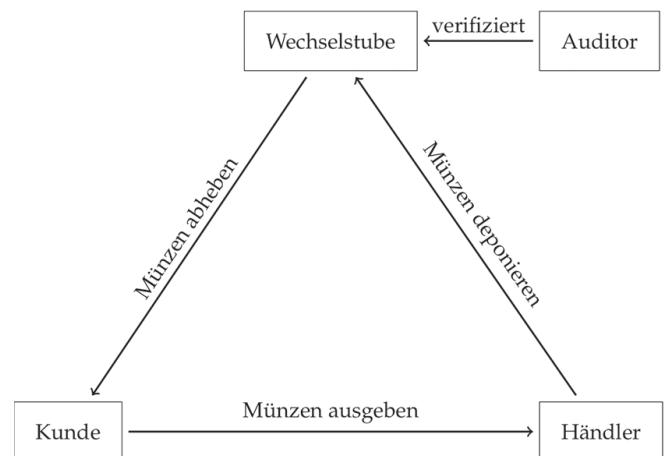 verifiziert
Wechselstube
Auditor
Münzen abheben
Münzen deponieren
Münzen ausgeben
Kunde
Händler